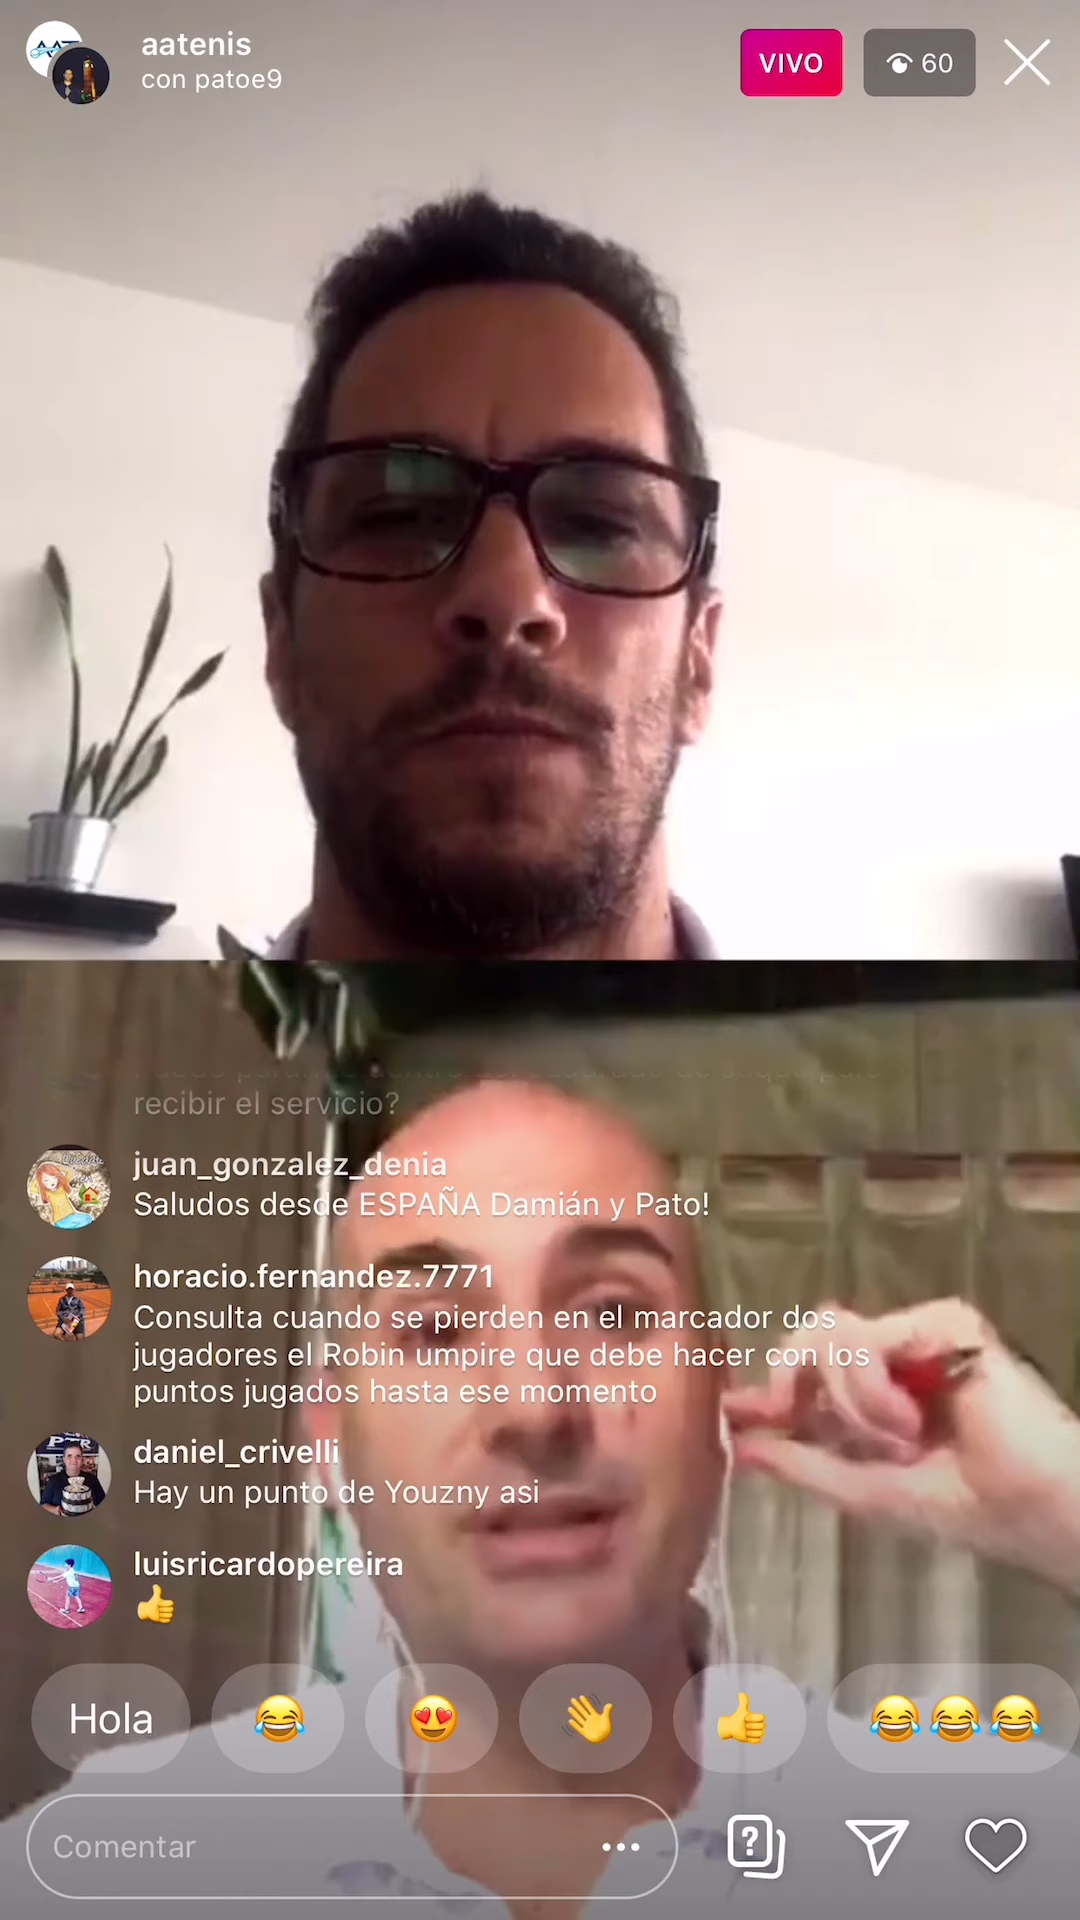 aatenis
con patoe9
VIVO
60
recibir el servicio?
juan_gonzalez_denia
Saludos desde ESPAÑA Damián y Pato!
horacio.fernandez.7771
Consulta cuando se pierden en el marcador dos
jugadores el Robin umpire que debe hacer con los
puntos jugados hasta ese momento
daniel_crivelli
Hay un punto de Youzny asi
luisricardopereira
👍
Hola 😂 😍 👋 👍 😂😂😂
Comentar